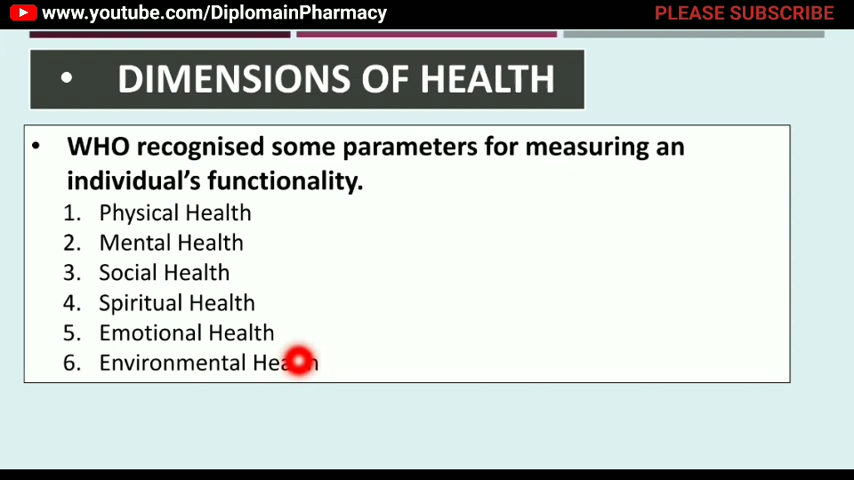 www.youtube.com/DiplomainPharmacy
PLEASE SUBSCRIBE
• DIMENSIONS OF HEALTH
• WHO recognised some parameters for measuring an
individual's functionality.
1. Physical Health
2. Mental Health
3. Social Health
4. Spiritual Health
5. Emotional Health
6. Environmental Health